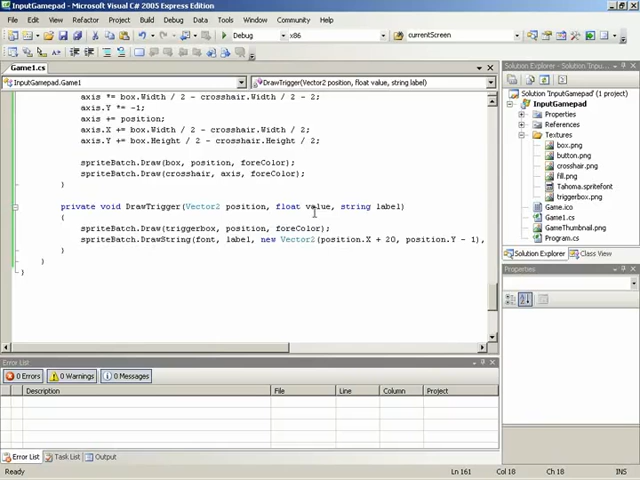 InputGamepad - Microsoft Visual C# 2005 Express Edition
File Edit View Refactor Project Build Debug Data Tools Window Community Help
Debug x86 currentScreen
Game1.cs
InputGamepad.Game1 DrawTrigger(Vector2 position, float value, string label)
axis *= box.Width / 2 - crosshair.Width / 2 - 2;
axis.Y *= -1;
axis += position;
axis.X += box.Width / 2 - crosshair.Width / 2;
axis.Y += box.Height / 2 - crosshair.Height / 2;
spriteBatch.Draw(box, position, foreColor);
spriteBatch.Draw(crosshair, axis, foreColor);
}
private void DrawTrigger(Vector2 position, float value, string label)
{
spriteBatch.Draw(triggerbox, position, foreColor);
spriteBatch.DrawString(font, label, new Vector2(position.X + 20, position.Y - 1),
}
}
}
Solution Explorer - InputGamepad
Solution 'InputGamepad' (1 project)
InputGamepad
Properties
References
Textures
box.png
button.png
crosshair.png
fill.png
Tahoma.spritefont
triggerbox.png
Game.ico
Game1.cs
Program.cs
Solution Explorer Class View
Properties
Error List
0 Errors 0 Warnings 0 Messages
Description File Line Column Project
Error List Task List Output
Ready Ln 161 Col 18 Ch 18 INS